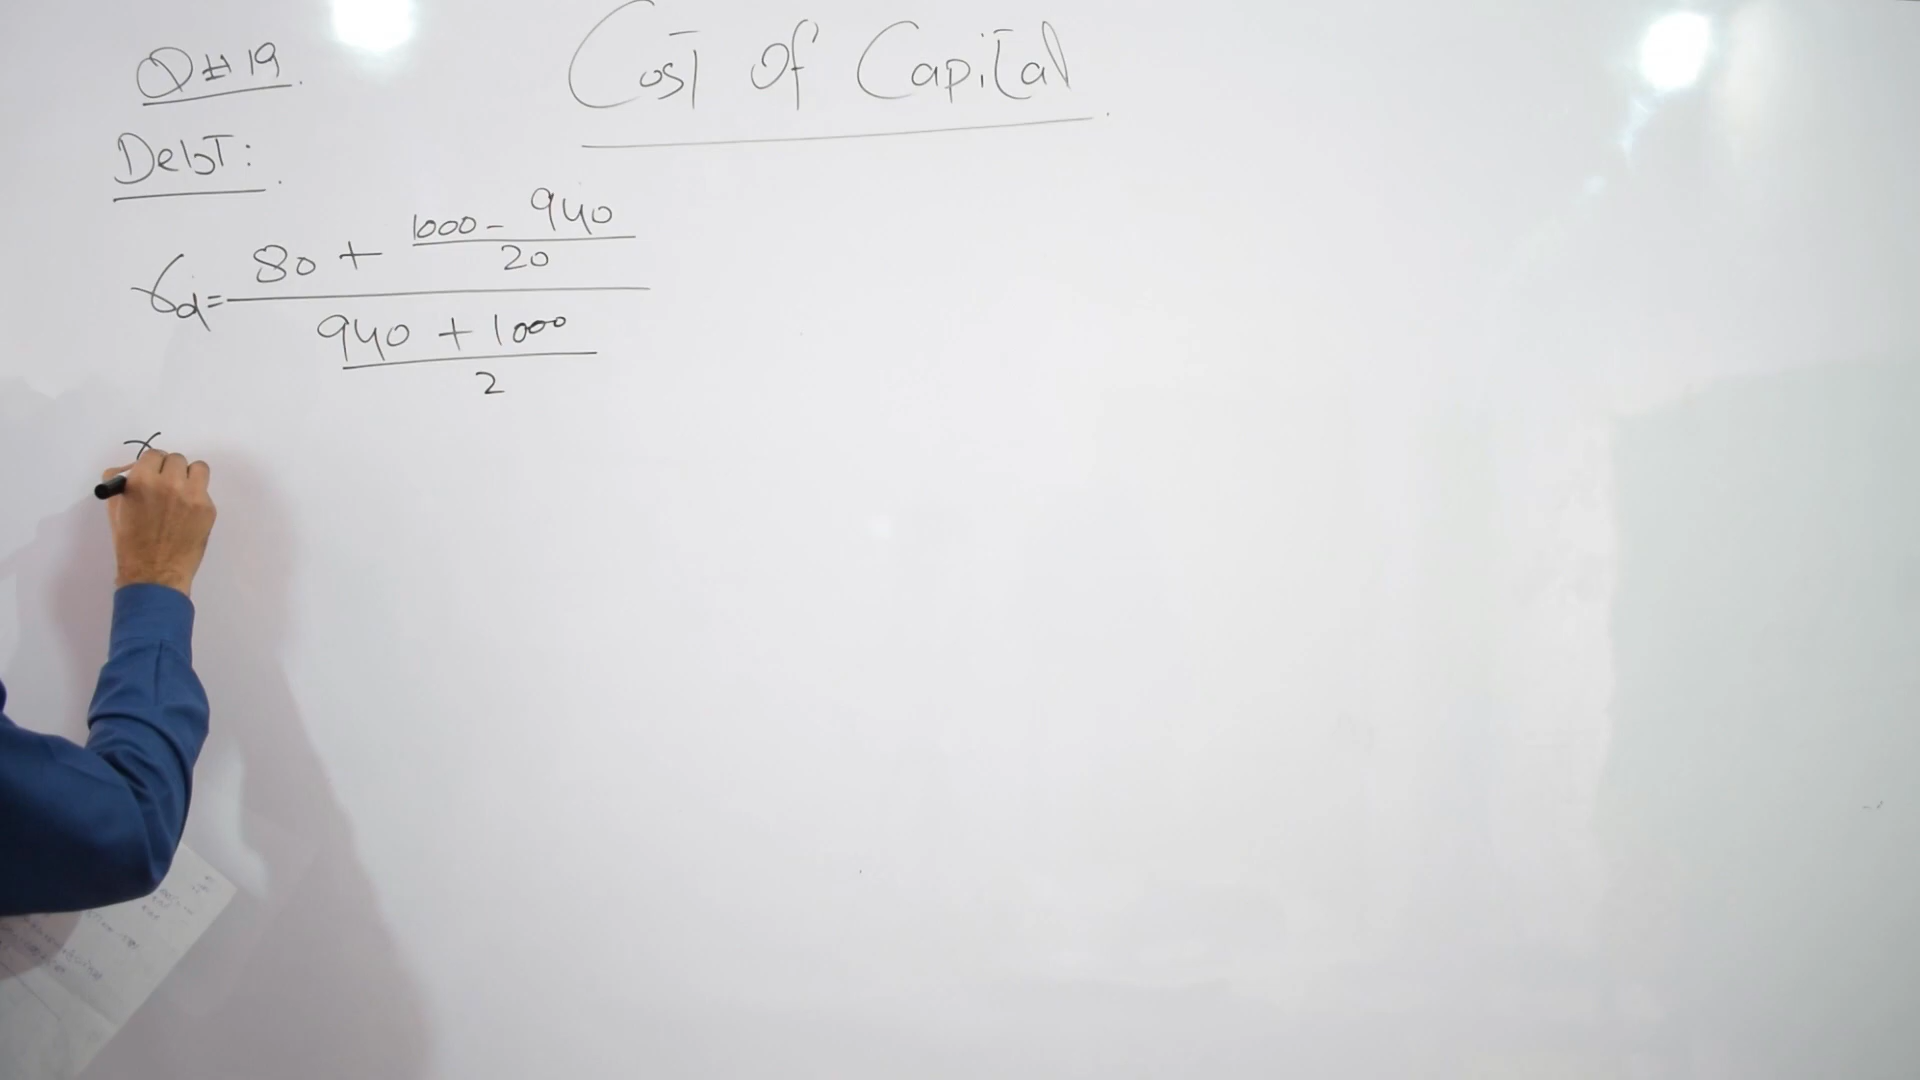 Q#19.
Cost Of Capital.
Debt:.
rd = 80 + 1000 - 940
20
940 + 1000
2
r